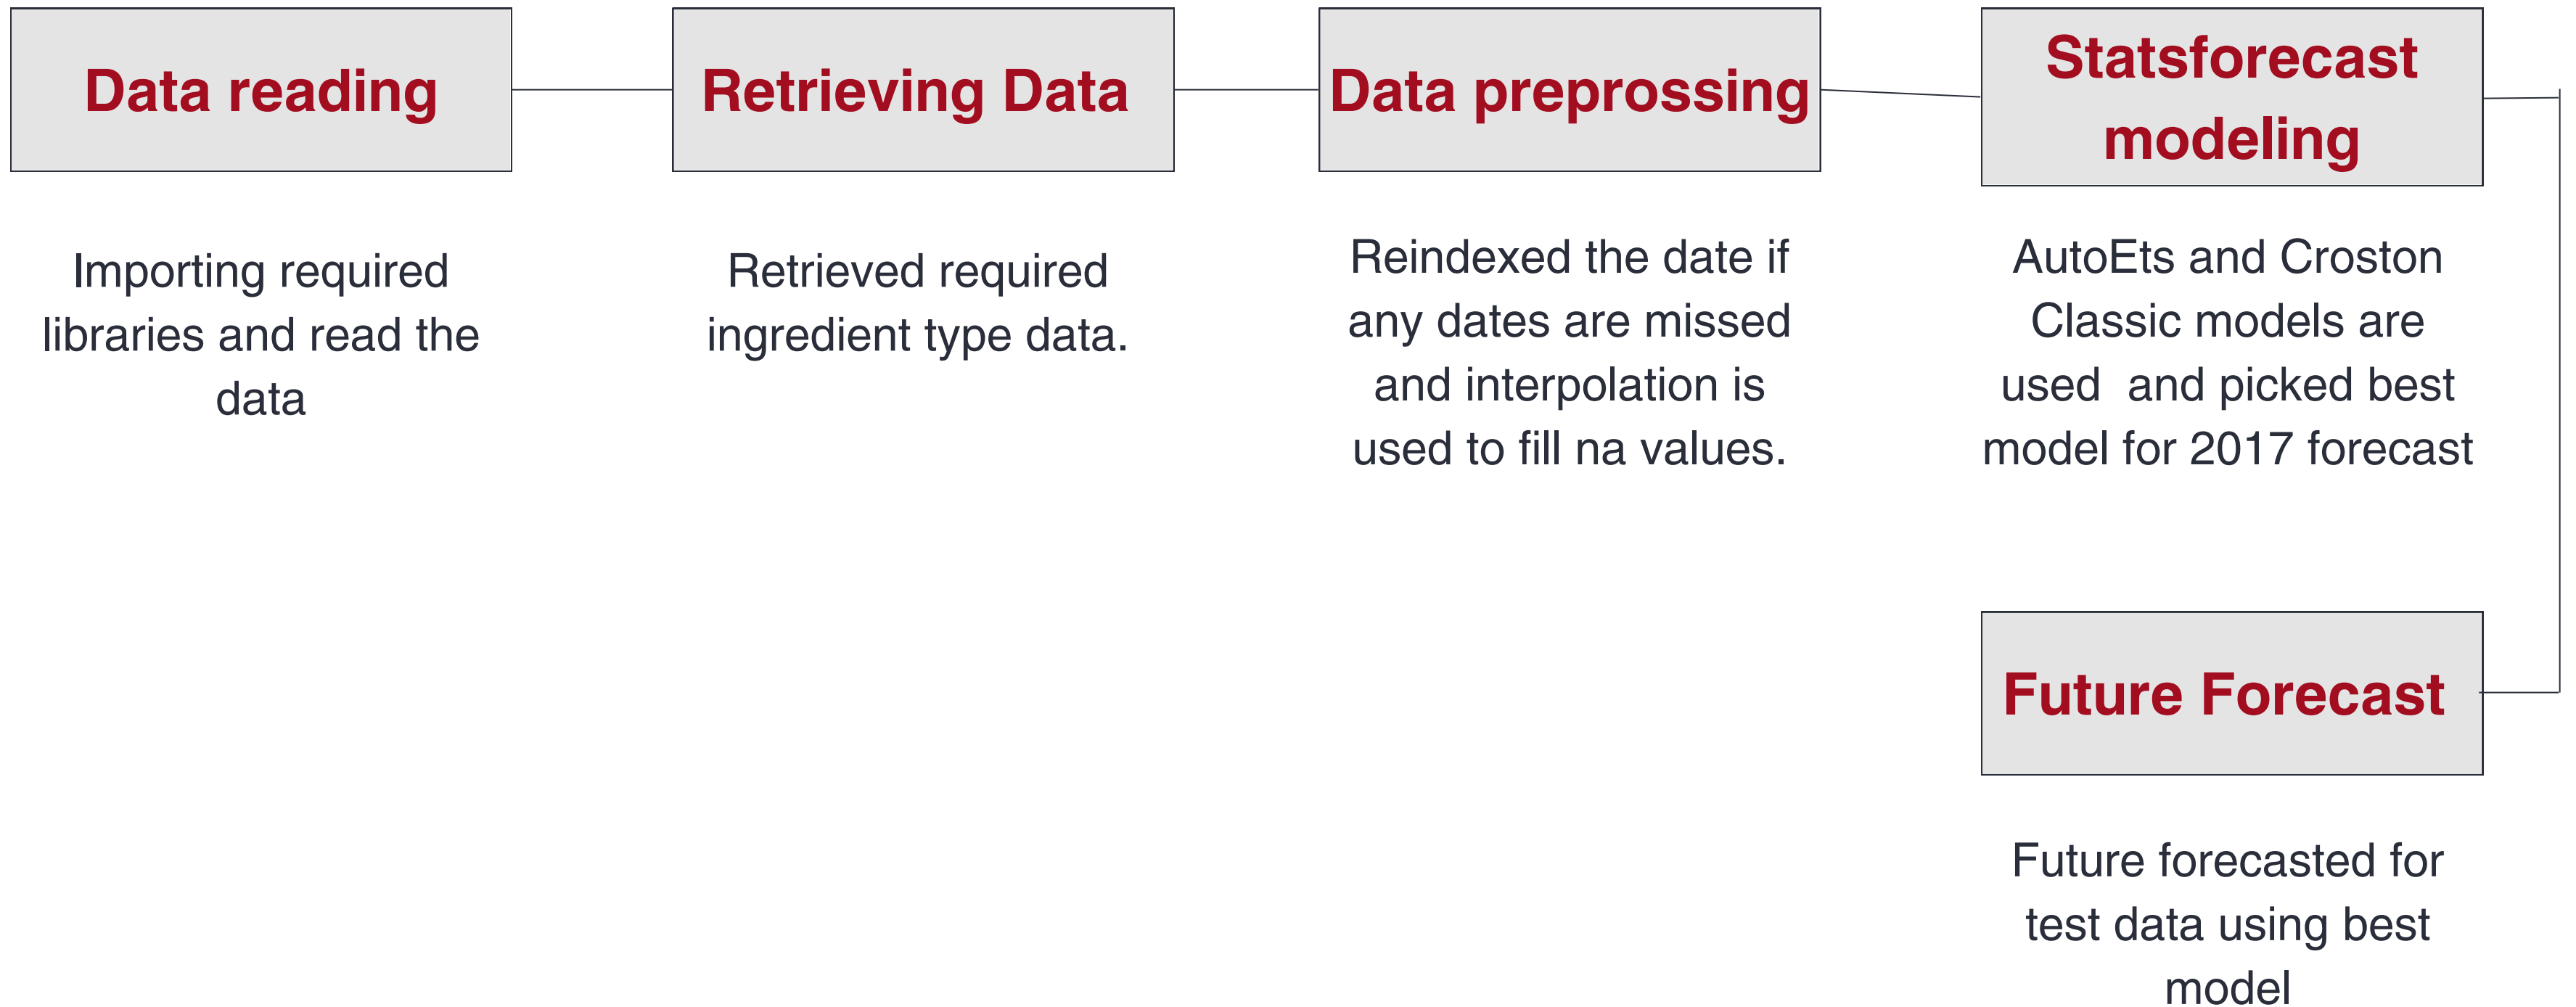 Data reading
Importing required
libraries and read the
data
Retrieving Data
Retrieved required
ingredient type data.
Data preprossing
Reindexed the date if
any dates are missed
and interpolation is
used to fill na values.
Statsforecast
modeling
AutoEts and Croston
Classic models are
used  and picked best
model for 2017 forecast
Future Forecast
Future forecasted for
test data using best
model